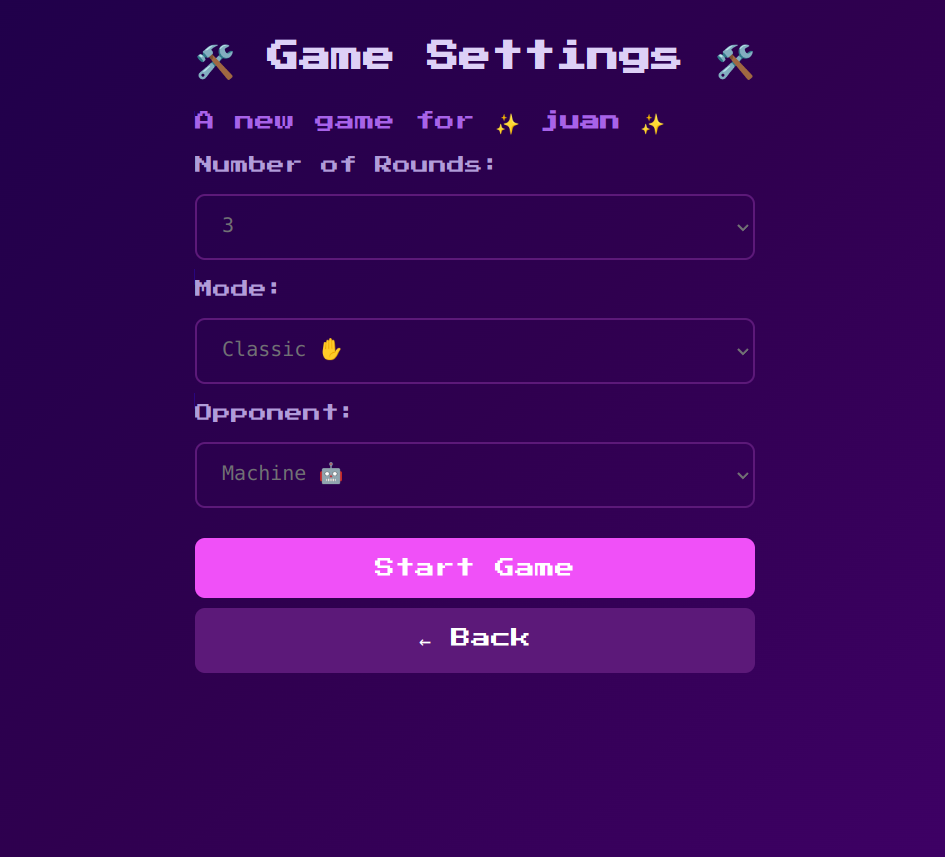 🛠️ Game Settings 🛠️
A new game for ✨ juan ✨
Number of Rounds:
3
Mode:
Classic ✋
Opponent:
Machine 🤖
Start Game
← Back